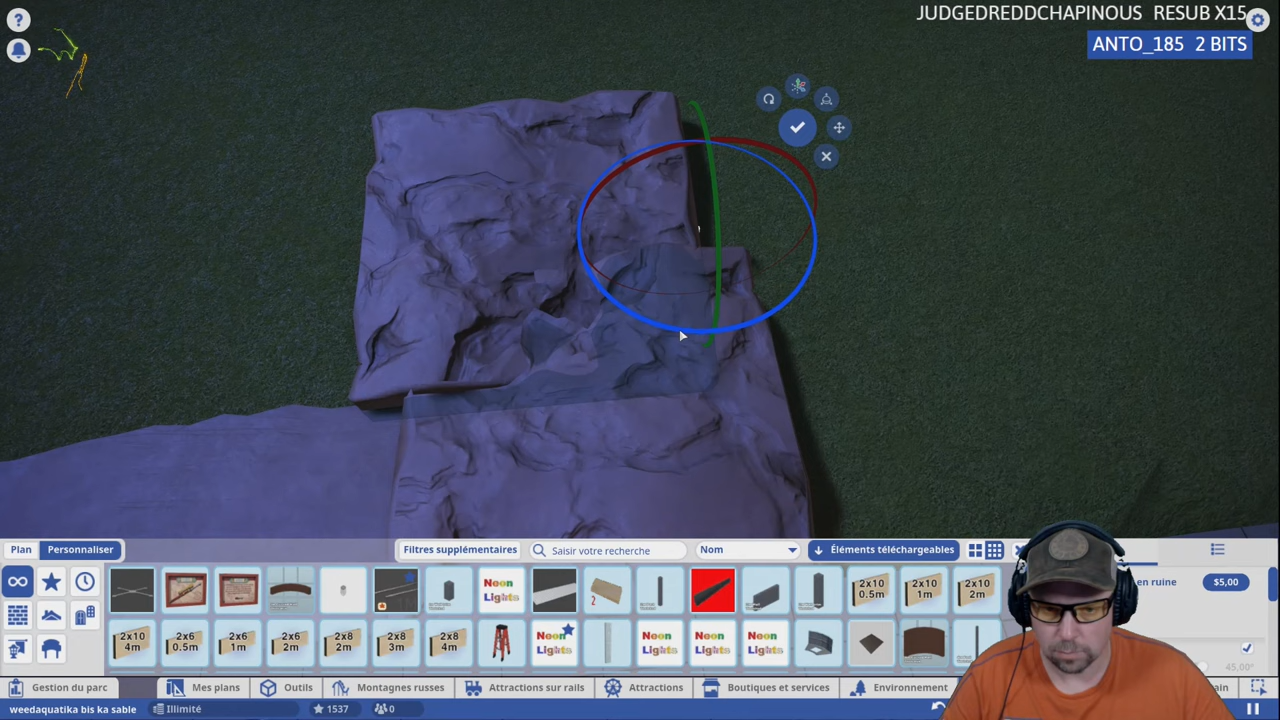 JUDGEDREDDCHAPINOUS RESUB X15
ANTO_185 2 BITS
Plan
Personnaliser
Filtres supplémentaires
Saisir votre recherche
Nom
Éléments téléchargeables
en ruine
$5,00
45.00°
Neon Lights
2
2x10 0.5m
2x10 1m
2x10 2m
2x10 4m
2x6 0.5m
2x6 1m
2x6 2m
2x8 2m
2x8 3m
2x8 4m
Neon Lights
Neon Lights
Neon Lights
Neon Lights
Gestion du parc
Mes plans
Outils
Montagnes russes
Attractions sur rails
Attractions
Boutiques et services
Environnement
weedaquatika bis ka sable
Illimité
1537
0